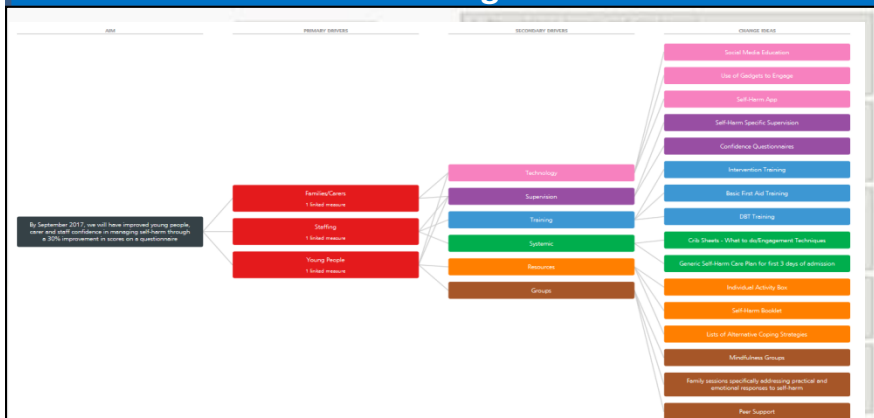 AIM
PRIMARY DRIVERS
SECONDARY DRIVERS
CHANGE IDEAS
By September 2017, we will have improved young people,
carer and staff confidence in managing self-harm through
a 30% improvement in scores on a questionnaire
Families/Carers
1 linked measure
Staffing
1 linked measure
Young People
1 linked measure
Technology
Supervision
Training
Systemic
Resources
Groups
Social Media Education
Use of Gadgets to Engage
Self-Harm App
Self-Harm Specific Supervision
Confidence Questionnaires
Intervention Training
Basic First Aid Training
DBT Training
Crib Sheets - What to do/Engagement Techniques
Generic Self-Harm Care Plan for first 3 days of admission
Individual Activity Box
Self-Harm Booklet
Lists of Alternative Coping Strategies
Mindfulness Groups
Family sessions specifically addressing practical and
emotional responses to self-harm
Peer Support